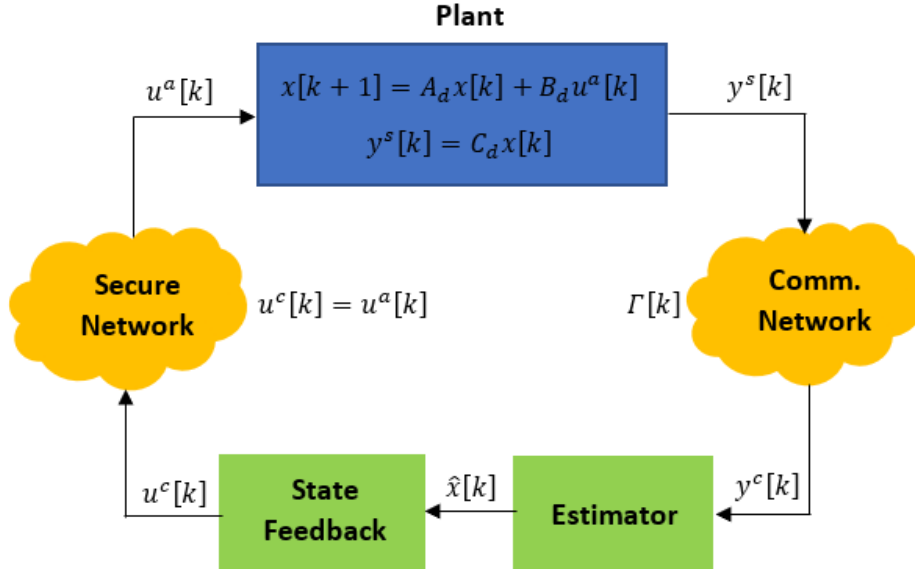 Plant
x[k + 1] = A_d x[k] + B_d u^a[k]
y^s[k] = C_d x[k]
u^a[k]
y^s[k]
Secure
Network
u^c[k] = u^a[k]
Γ[k]
Comm.
Network
u^c[k]
State
Feedback
x̂[k]
Estimator
y^c[k]